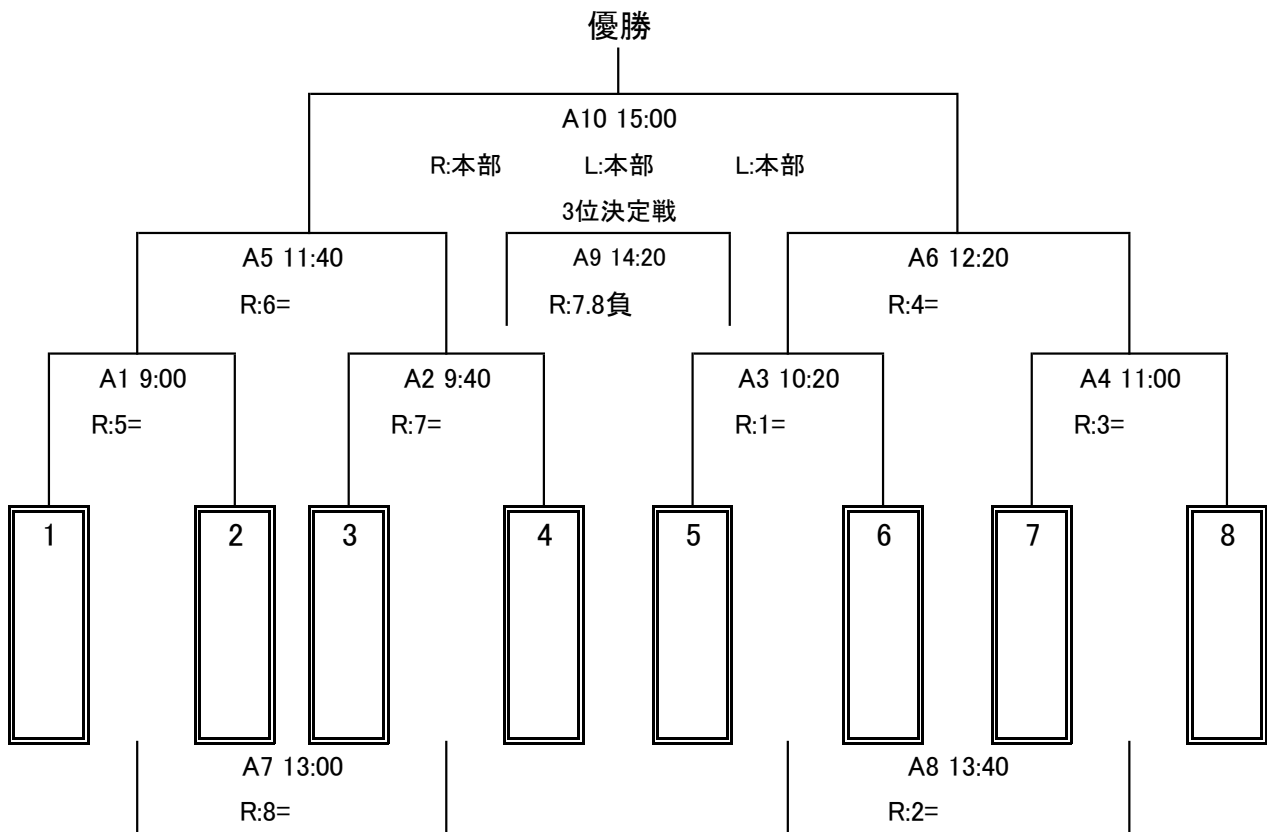 優勝
A10 15:00
R:本部 L:本部 L:本部
3位決定戦
A5 11:40 A9 14:20 A6 12:20
R:6= R:7.8負 R:4=
A1 9:00 A2 9:40 A3 10:20 A4 11:00
R:5= R:7= R:1= R:3=
1 2 3 4 5 6 7 8
A7 13:00 A8 13:40
R:8= R:2=